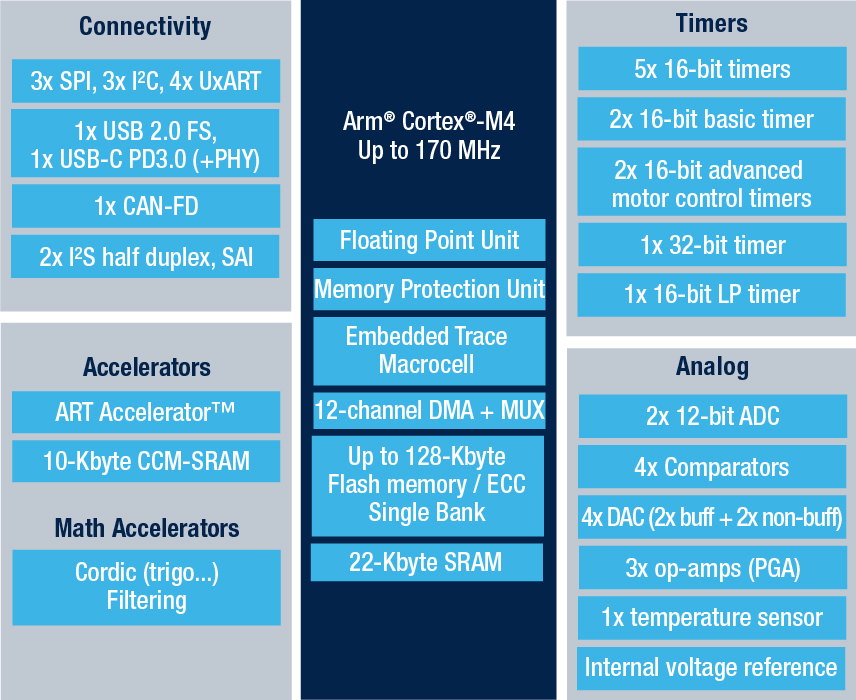 Connectivity
3x SPI, 3x I²C, 4x UxART
1x USB 2.0 FS,
1x USB-C PD3.0 (+PHY)
1x CAN-FD
2x I²S half duplex, SAI
Accelerators
ART Accelerator™
10-Kbyte CCM-SRAM
Math Accelerators
Cordic (trigo...)
Filtering
Arm® Cortex®-M4
Up to 170 MHz
Floating Point Unit
Memory Protection Unit
Embedded Trace
Macrocell
12-channel DMA + MUX
Up to 128-Kbyte
Flash memory / ECC
Single Bank
22-Kbyte SRAM
Timers
5x 16-bit timers
2x 16-bit basic timer
2x 16-bit advanced
motor control timers
1x 32-bit timer
1x 16-bit LP timer
Analog
2x 12-bit ADC
4x Comparators
4x DAC (2x buff + 2x non-buff)
3x op-amps (PGA)
1x temperature sensor
Internal voltage reference